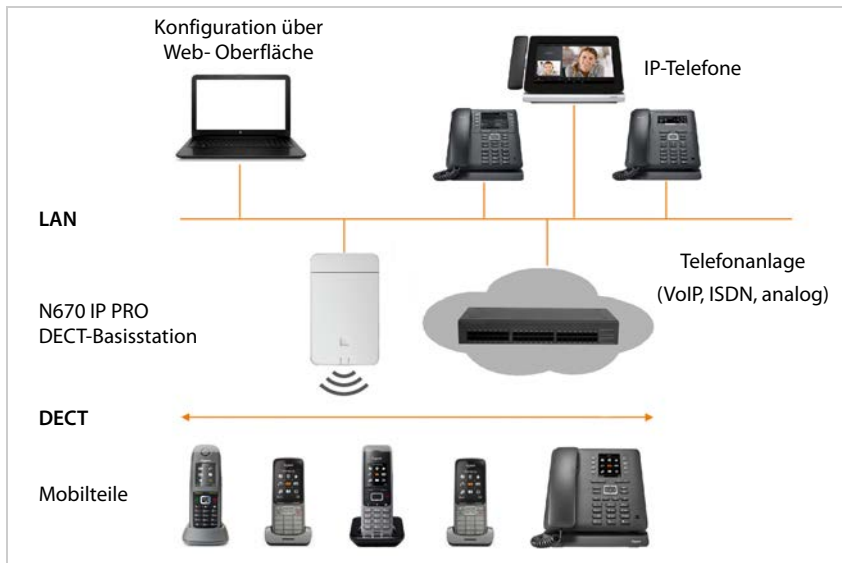 Konfiguration über
Web- Oberfläche
IP-Telefone
LAN
Telefonanlage
(VoIP, ISDN, analog)
N670 IP PRO
DECT-Basisstation
DECT
Mobilteile